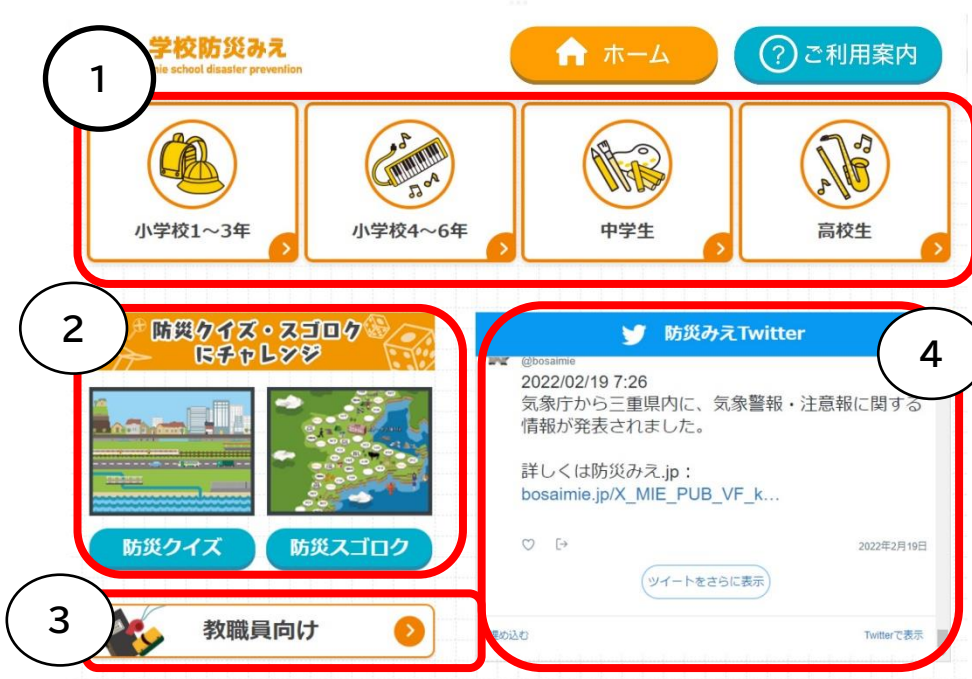 1
学校防災みえ
mie school disaster prevention
ホーム
? ご利用案内
小学校1～3年
小学校4～6年
中学生
高校生
2
防災クイズ・スゴロク
にチャレンジ
防災クイズ
防災スゴロク
3
教職員向け
防災みえTwitter
4
@bosaimie
2022/02/19 7:26
気象庁から三重県内に、気象警報・注意報に関する
情報が発表されました。
詳しくは防災みえ.jp：
bosaimie.jp/X_MIE_PUB_VF_k…
2022年2月19日
ツイートをさらに表示
埋め込む
Twitterで表示